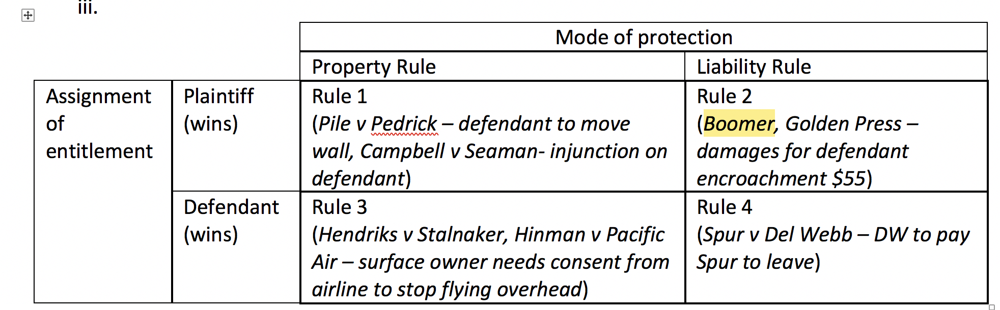 iii.
Mode of protection
Property Rule
Liability Rule
Assignment
of
entitlement
Plaintiff
(wins)
Rule 1
(Pile v Pedrick – defendant to move
wall, Campbell v Seaman- injunction on
defendant)
Rule 2
(Boomer, Golden Press –
damages for defendant
encroachment $55)
Defendant
(wins)
Rule 3
(Hendriks v Stalnaker, Hinman v Pacific
Air – surface owner needs consent from
airline to stop flying overhead)
Rule 4
(Spur v Del Webb – DW to pay
Spur to leave)